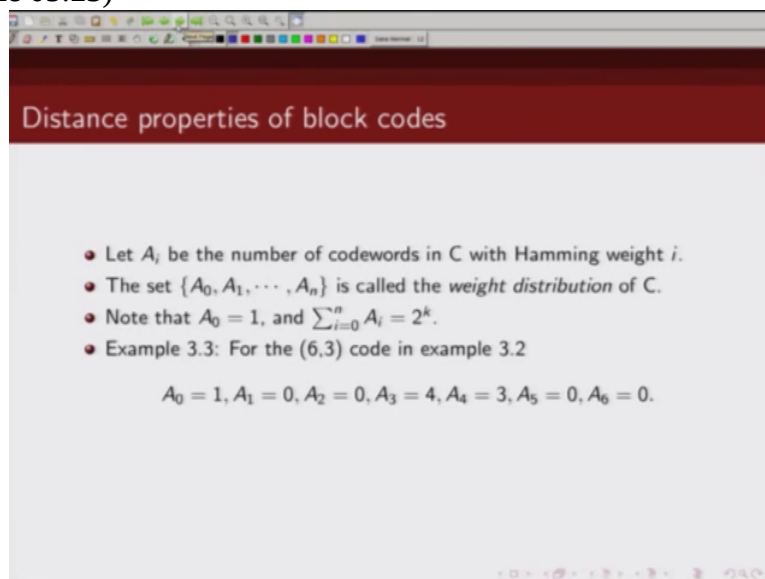 Distance properties of block codes
• Let A_i be the number of codewords in C with Hamming weight i.
• The set {A_0, A_1, ⋯ , A_n} is called the weight distribution of C.
• Note that A_0 = 1, and ∑_{i=0}^n A_i = 2^k.
• Example 3.3: For the (6,3) code in example 3.2
A_0 = 1, A_1 = 0, A_2 = 0, A_3 = 4, A_4 = 3, A_5 = 0, A_6 = 0.